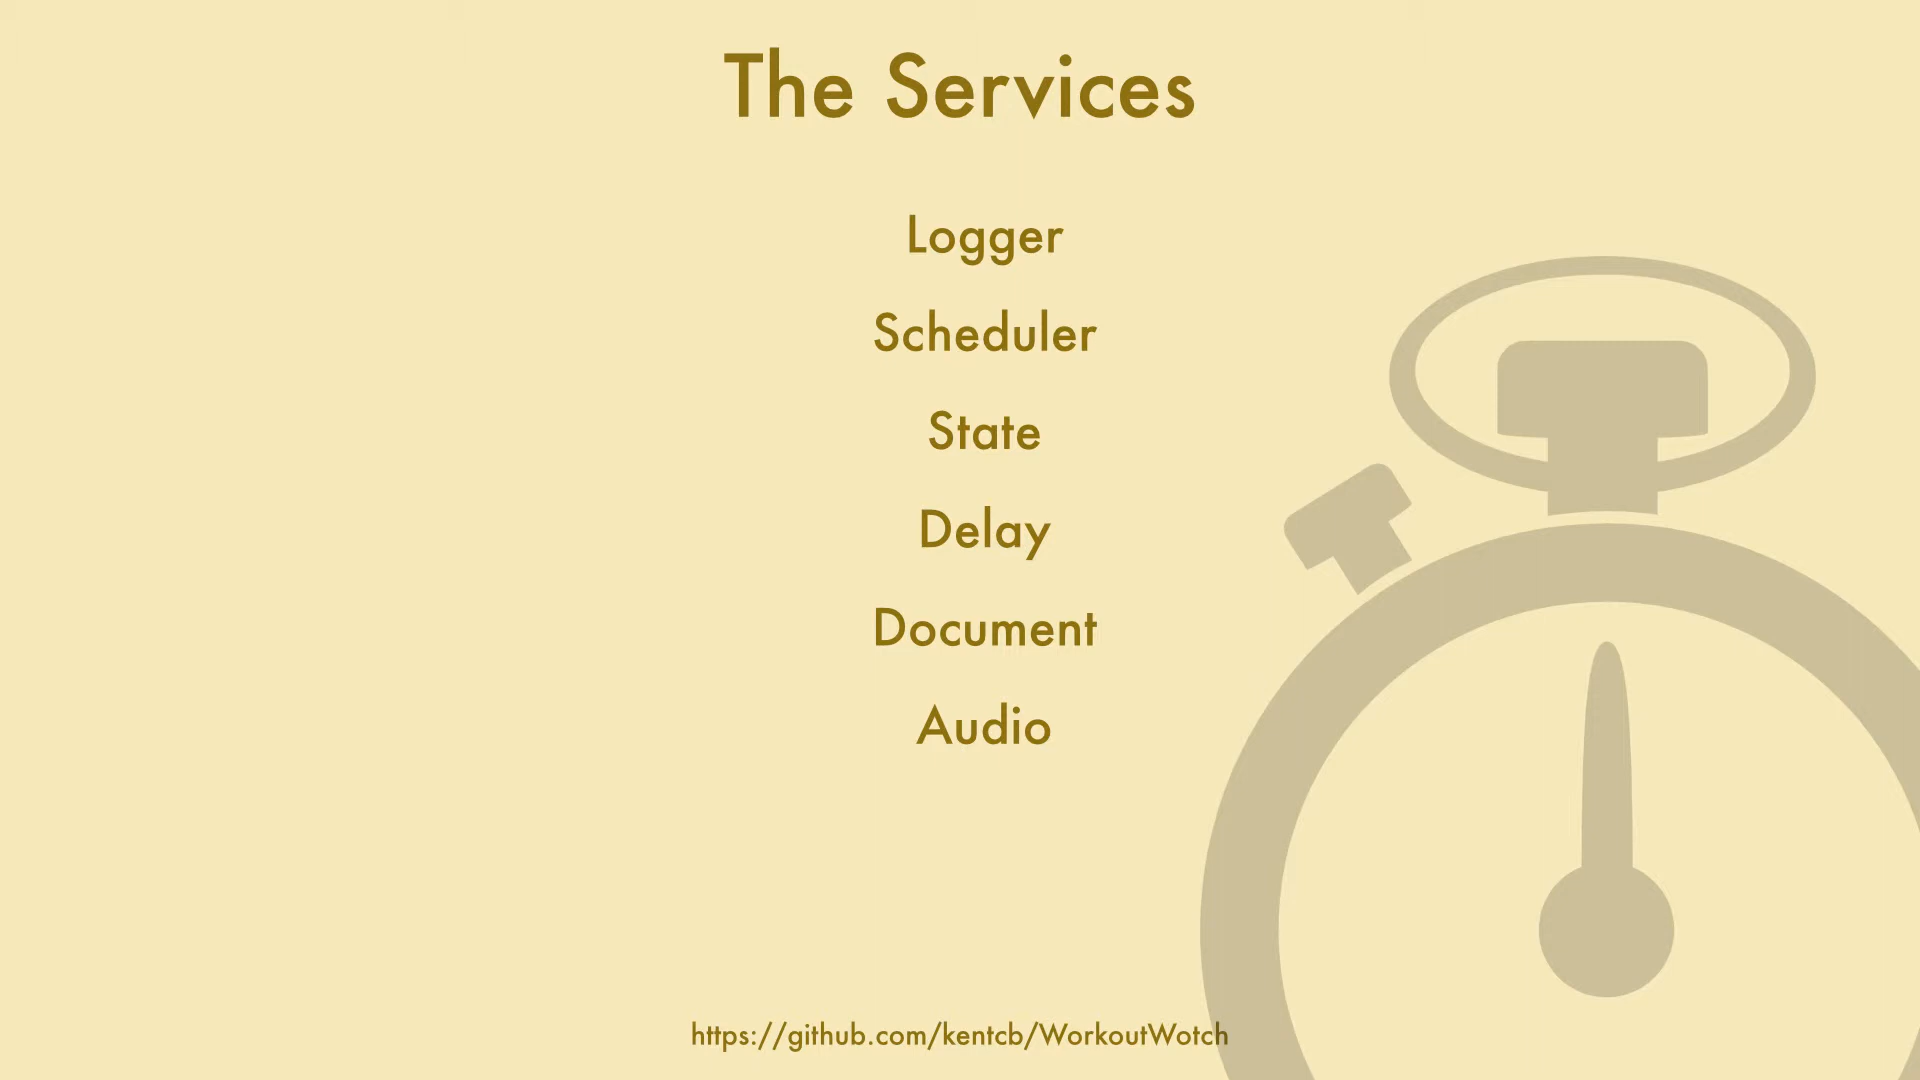 The Services
Logger
Scheduler
State
Delay
Document
Audio
https://github.com/kentcb/WorkoutWotch